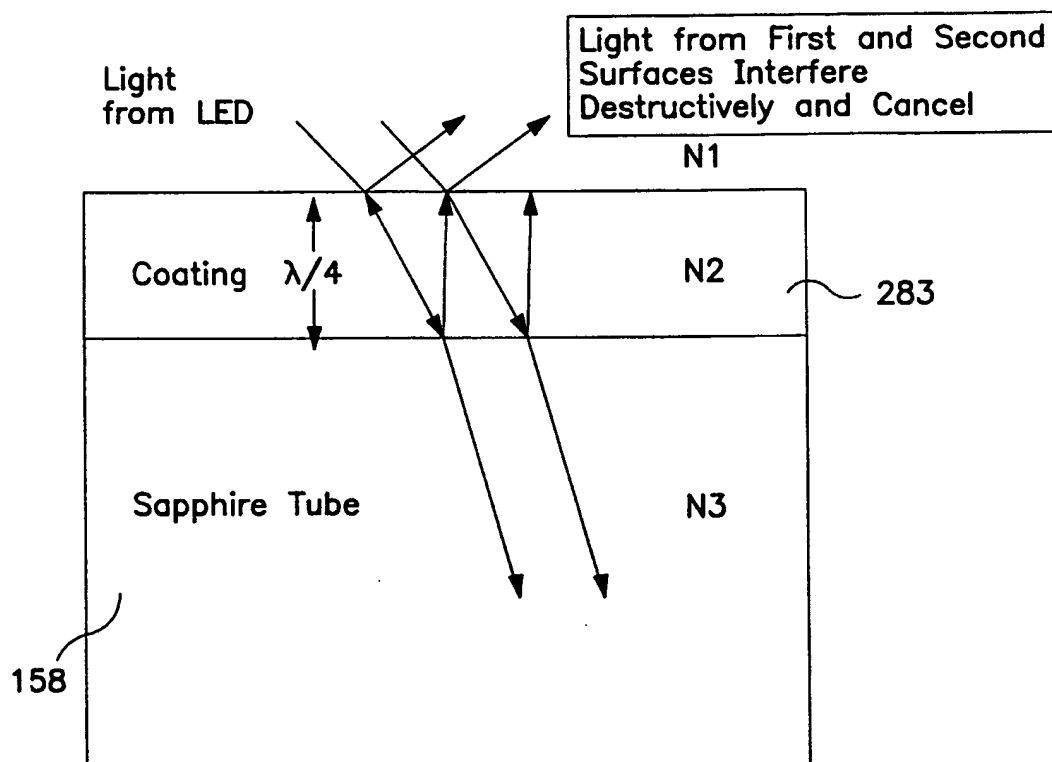 Light from First and Second
Surfaces Interfere
Destructively and Cancel
Light
from LED
N1
Coating λ/4
N2
283
Sapphire Tube
N3
158